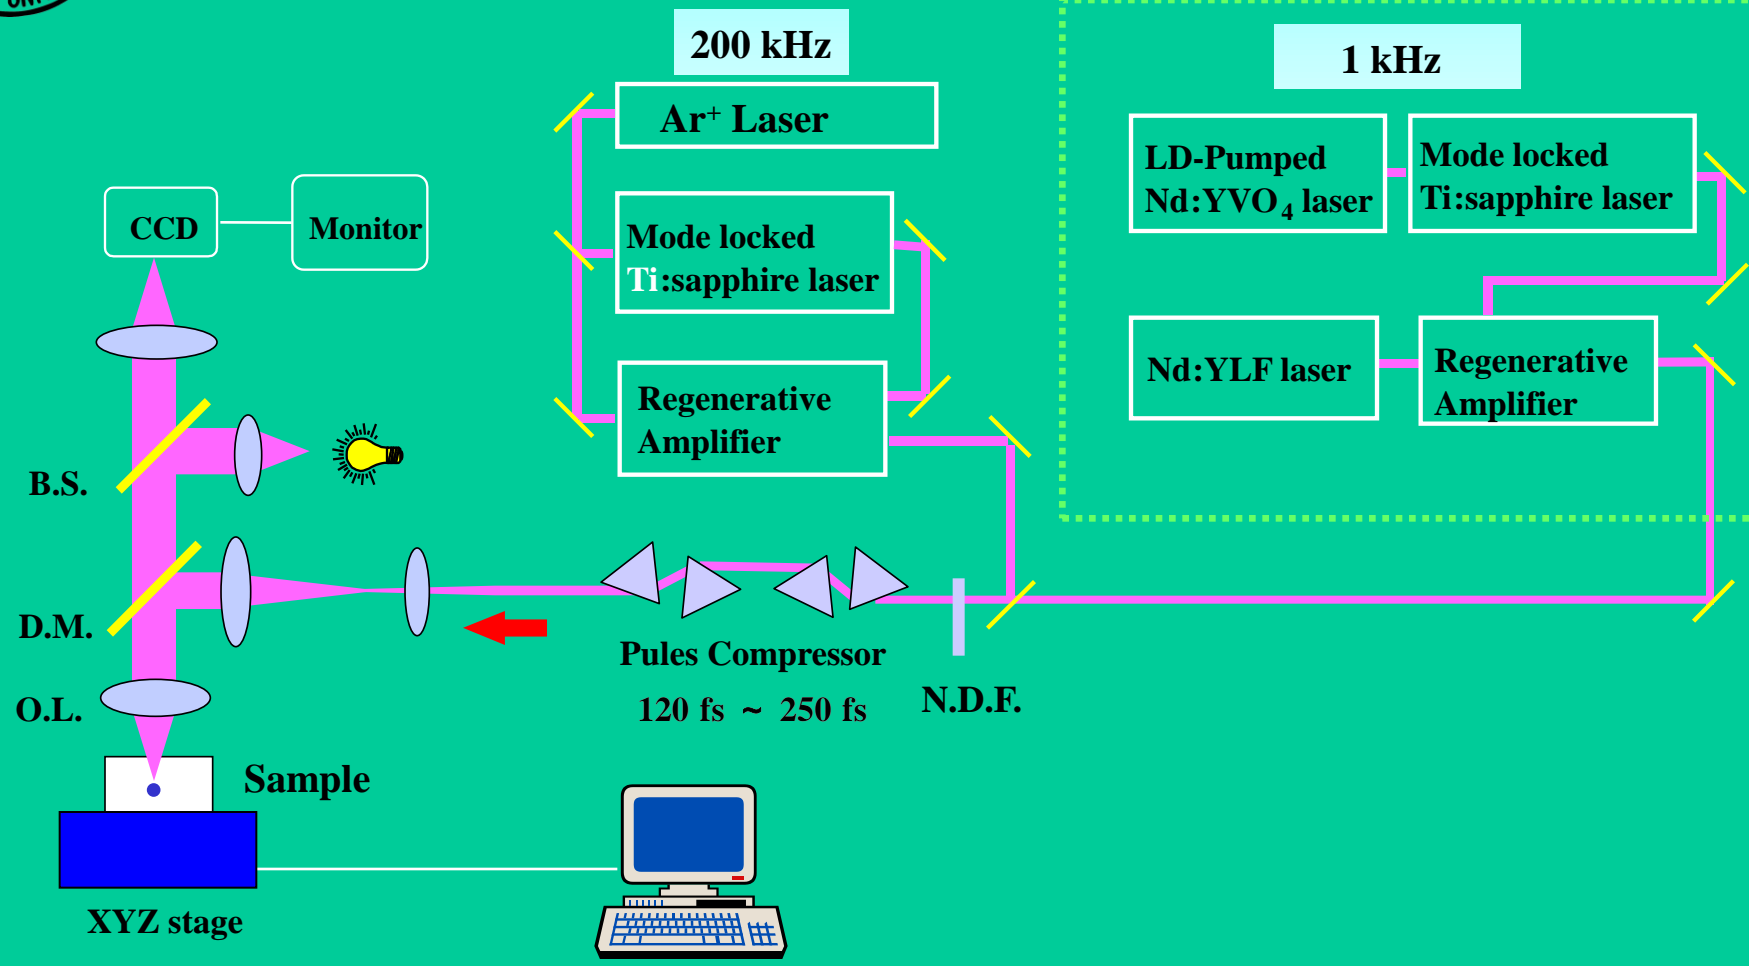 200 kHz
Ar⁺ Laser
Mode locked
Ti:sapphire laser
Regenerative
Amplifier
1 kHz
LD-Pumped
Nd:YVO₄ laser
Mode locked
Ti:sapphire laser
Nd:YLF laser
Regenerative
Amplifier
CCD
Monitor
B.S.
D.M.
O.L.
Pules Compressor
120 fs ~ 250 fs
N.D.F.
Sample
XYZ stage